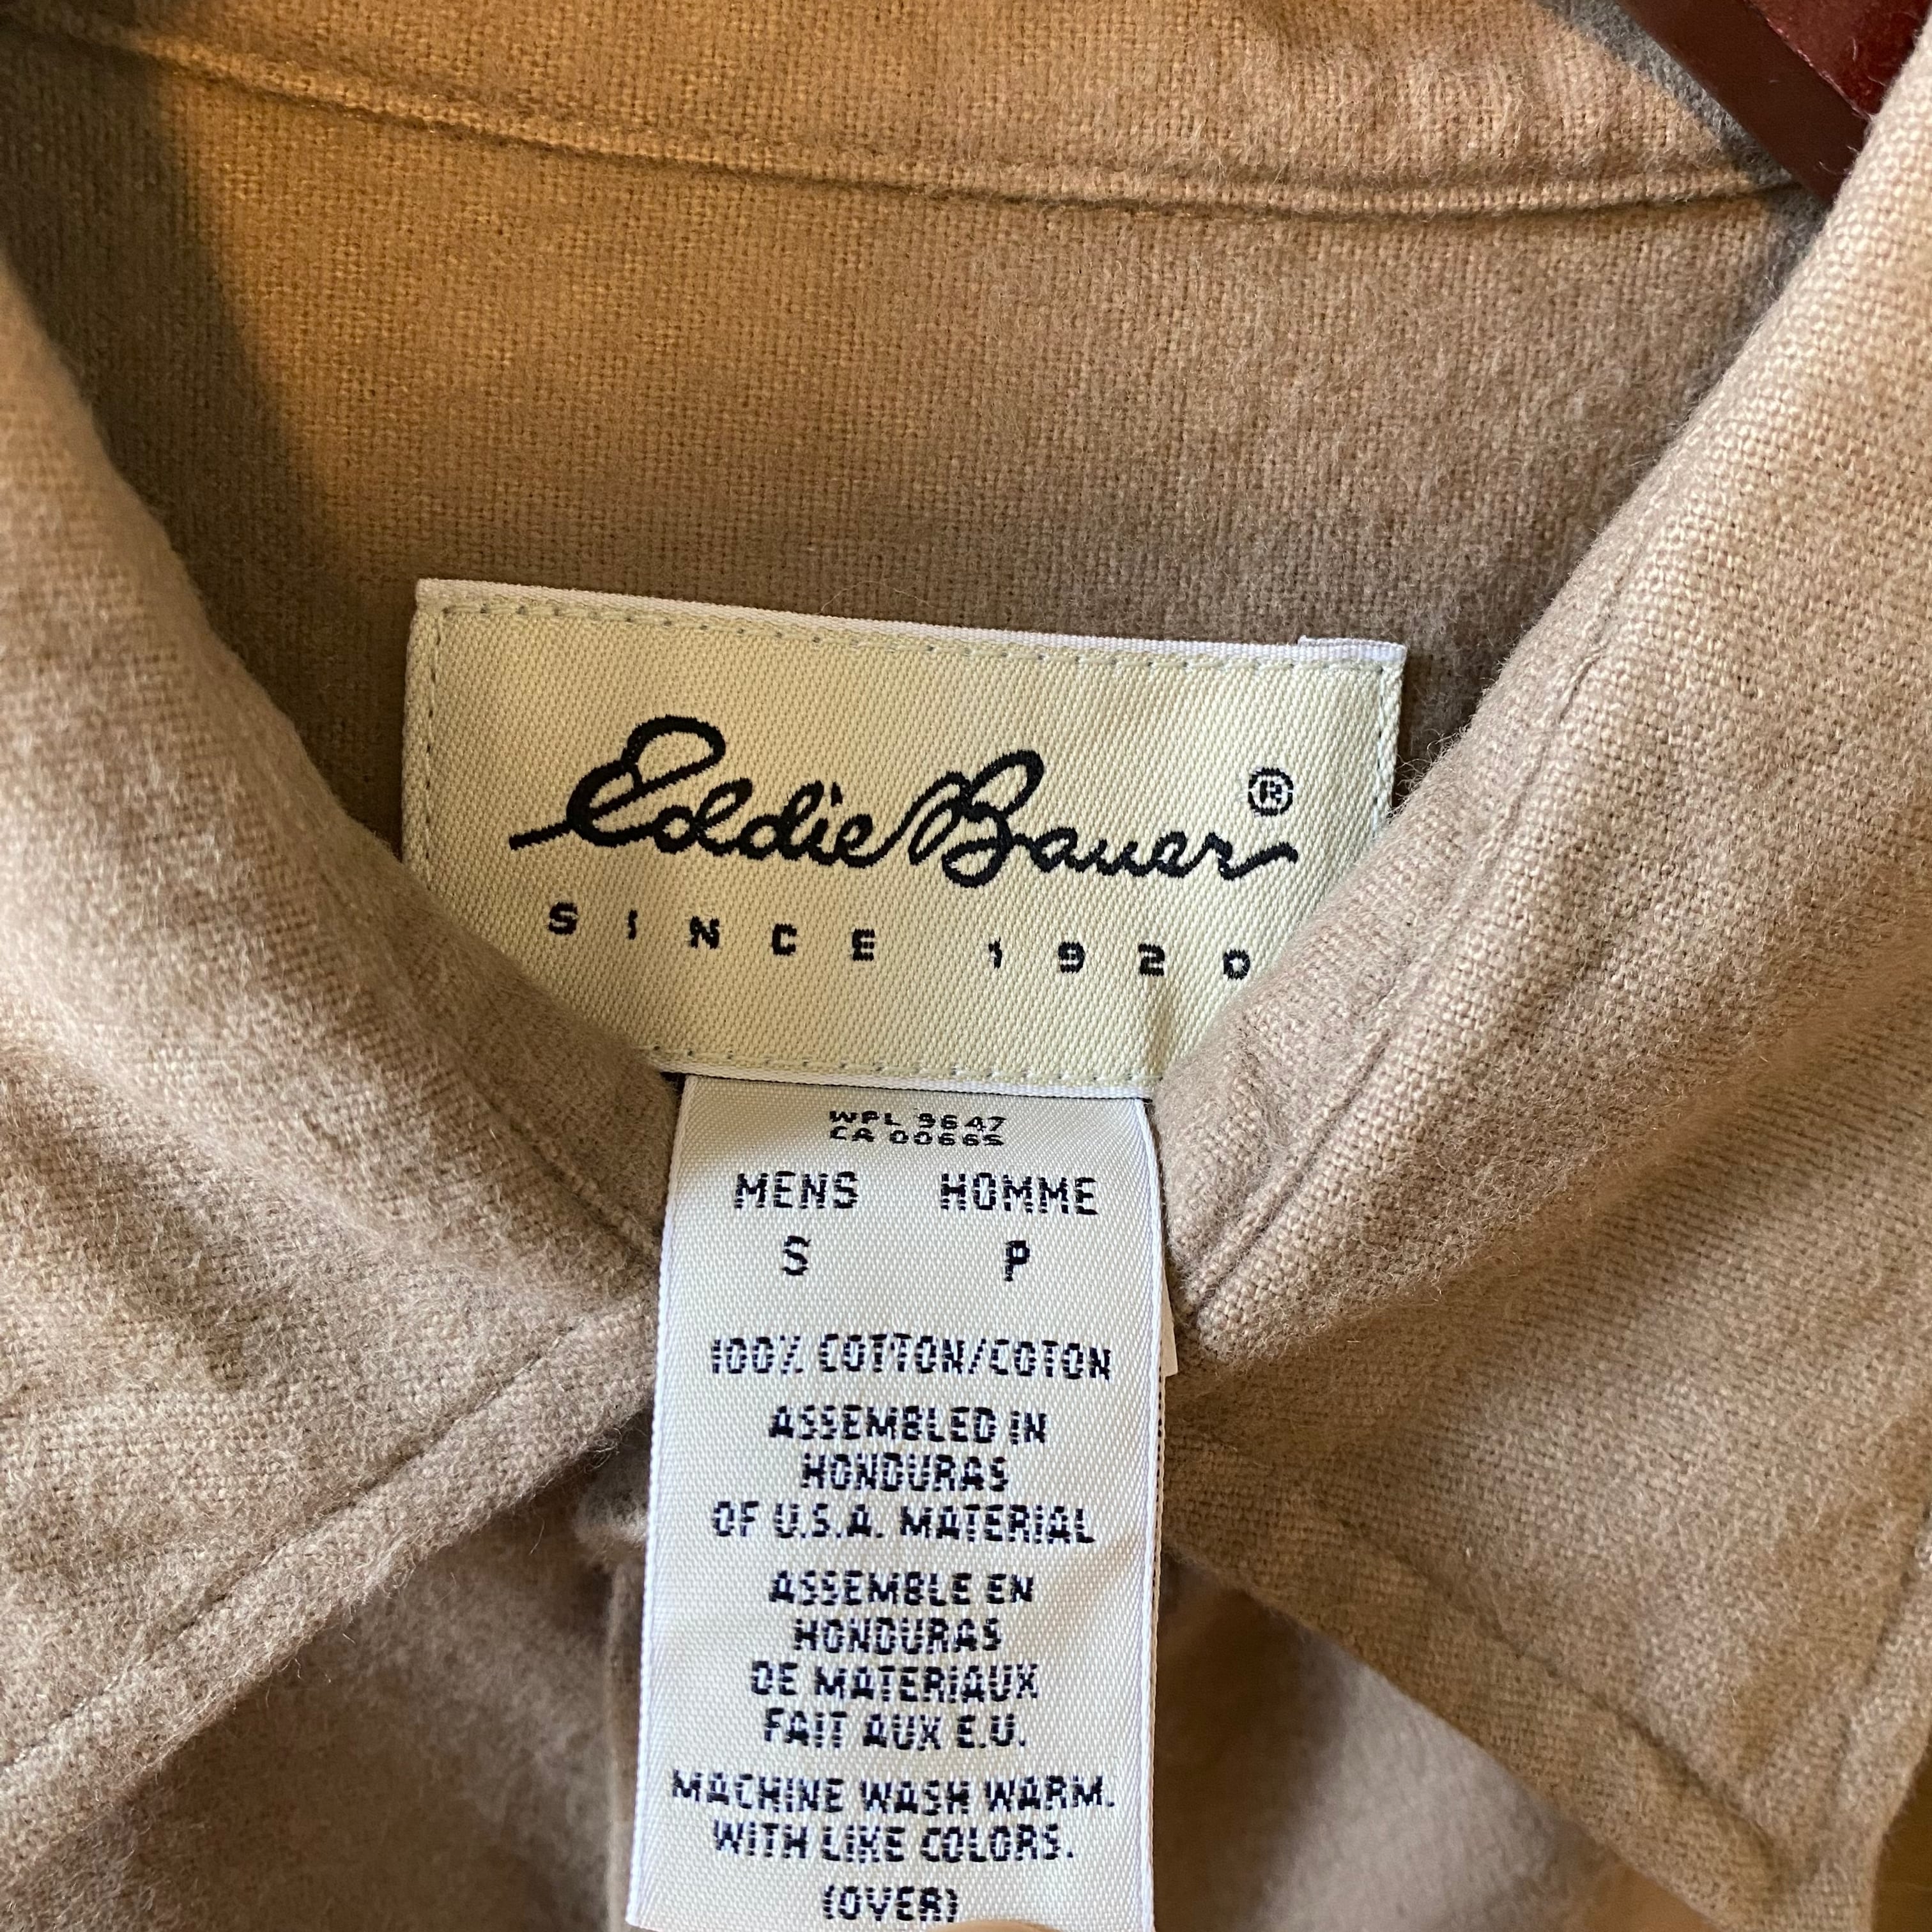 Eddie Bauer ®
SINCE 1920
WPL 9647
CA 00665
MENS HOMME
S P
100% COTTON/COTON
ASSEMBLED IN
HONDURAS
OF U.S.A. MATERIAL
ASSEMBLE EN
HONDURAS
DE MATERIAUX
FAIT AUX E.U.
MACHINE WASH WARM.
WITH LIKE COLORS.
(OVER)